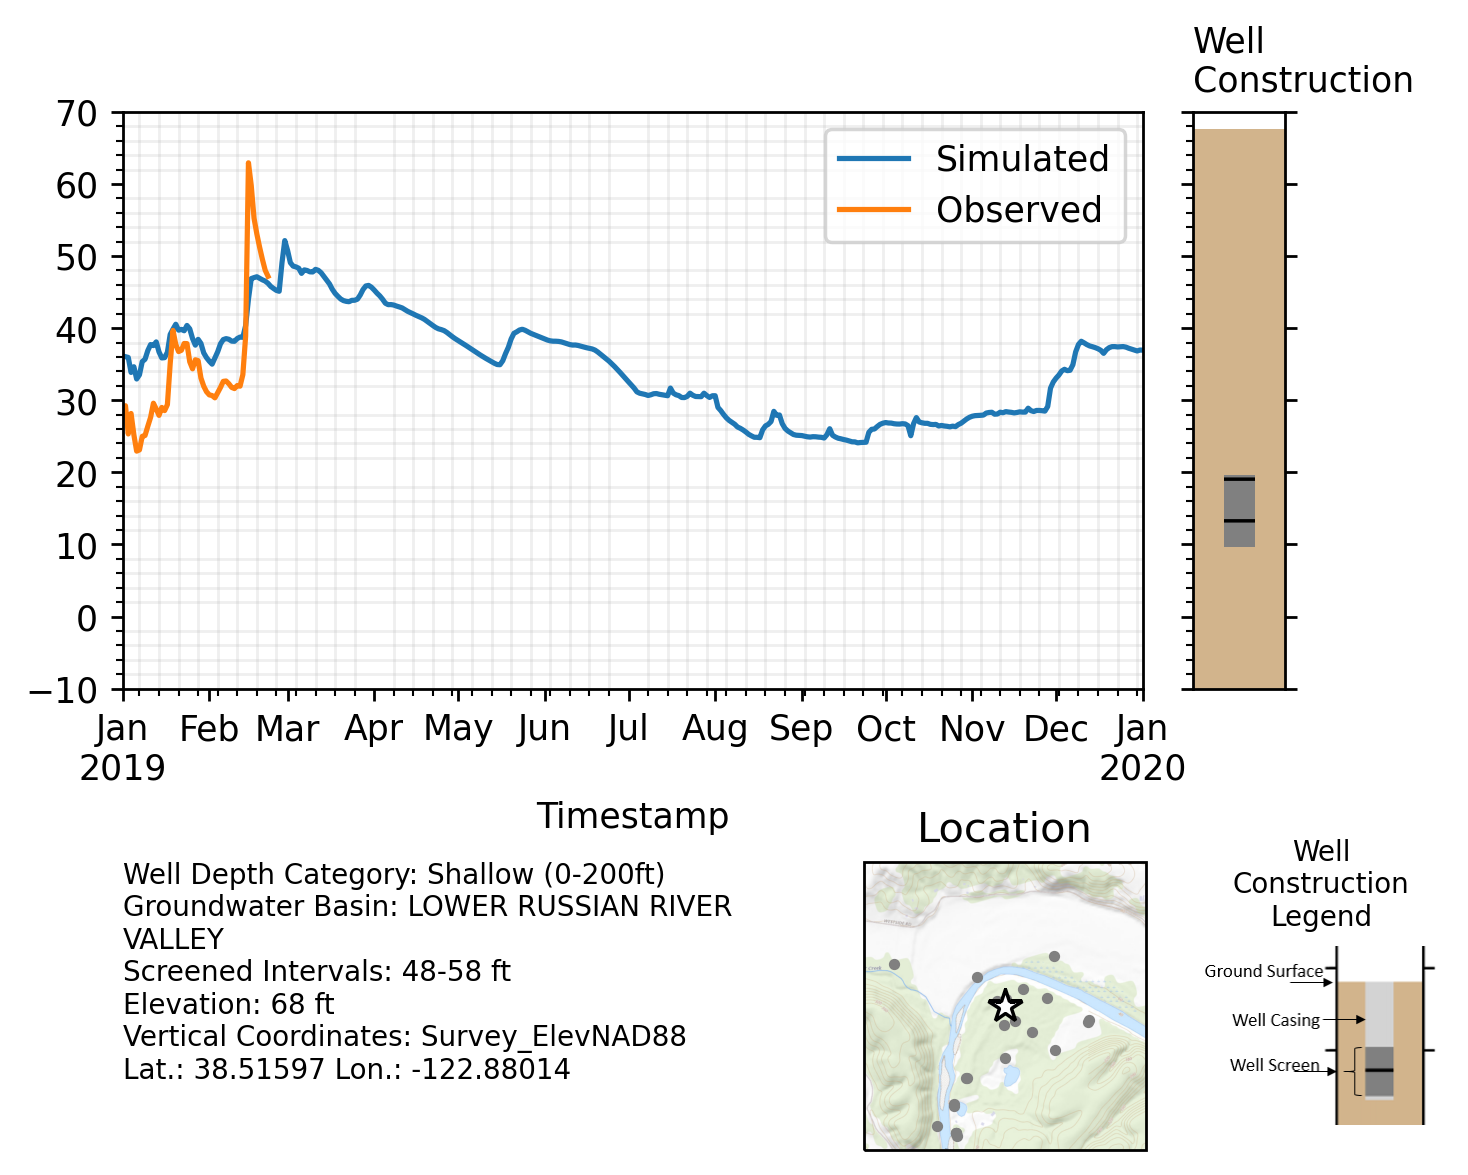 Well
Construction
70
60
50
40
30
20
10
0
−10
Simulated
Observed
Jan Feb Mar Apr May Jun Jul Aug Sep Oct Nov Dec Jan
2019 2020
Timestamp
Well Depth Category: Shallow (0-200ft)
Groundwater Basin: LOWER RUSSIAN RIVER
VALLEY
Screened Intervals: 48-58 ft
Elevation: 68 ft
Vertical Coordinates: Survey_ElevNAD88
Lat.: 38.51597 Lon.: -122.88014
Location
Well
Construction
Legend
Ground Surface
Well Casing
Well Screen